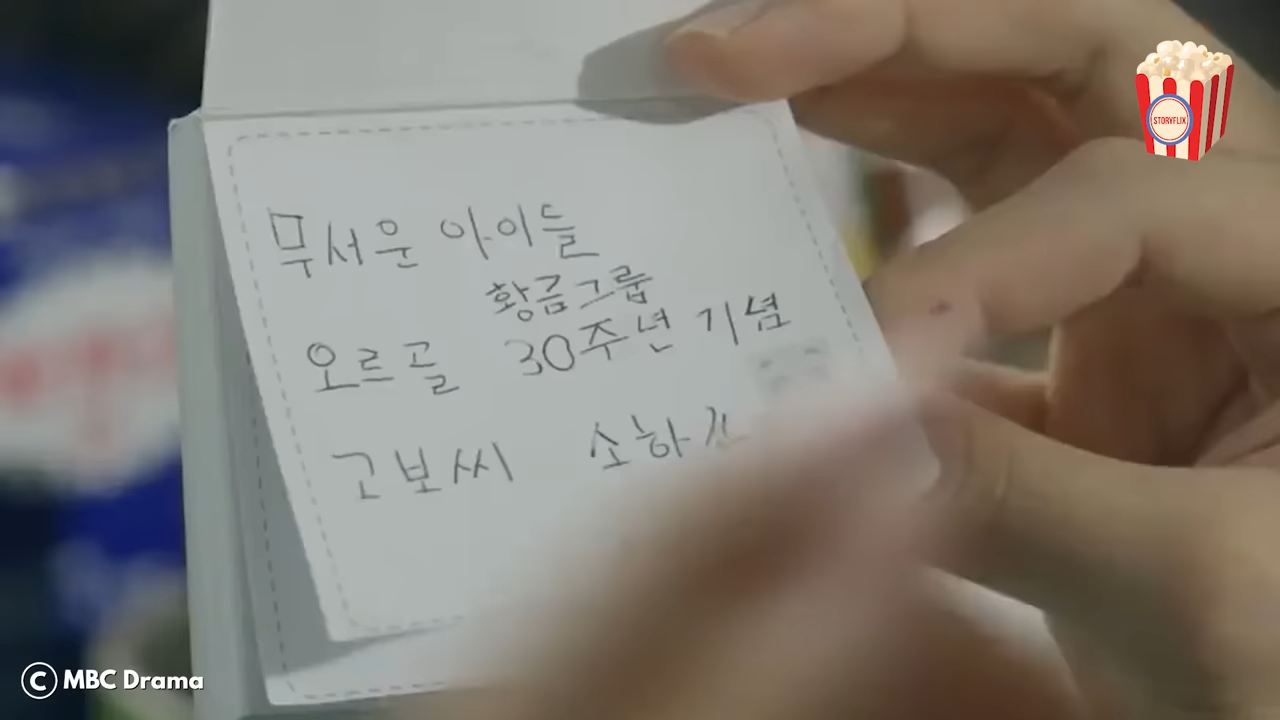 무서운 아이들
황금그룹
오르골 30주년 기념
고보씨 소하
STORYFLIX
© MBC Drama